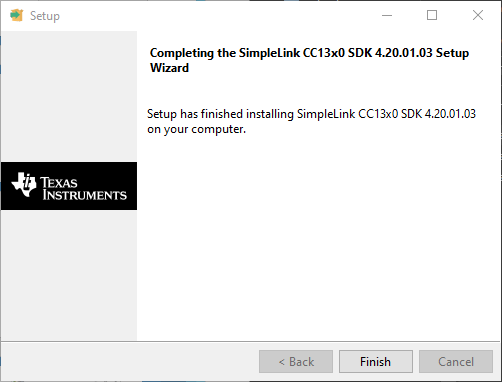 Setup
Completing the SimpleLink CC13x0 SDK 4.20.01.03 Setup
Wizard
Setup has finished installing SimpleLink CC13x0 SDK 4.20.01.03
on your computer.
TEXAS
INSTRUMENTS
< Back
Finish
Cancel